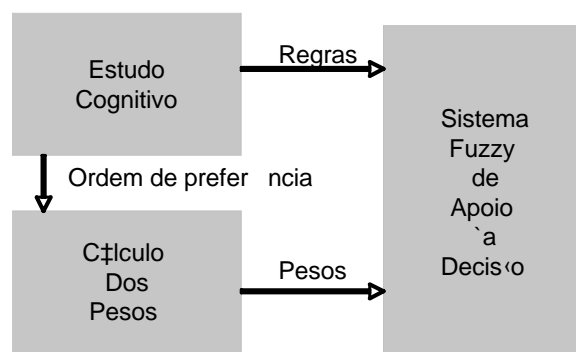 Estudo
Cognitivo
Regras
Ordem de prefer ncia
C‡lculo
Dos
Pesos
Pesos
Sistema
Fuzzy
de
Apoio
`a
Decis‹o